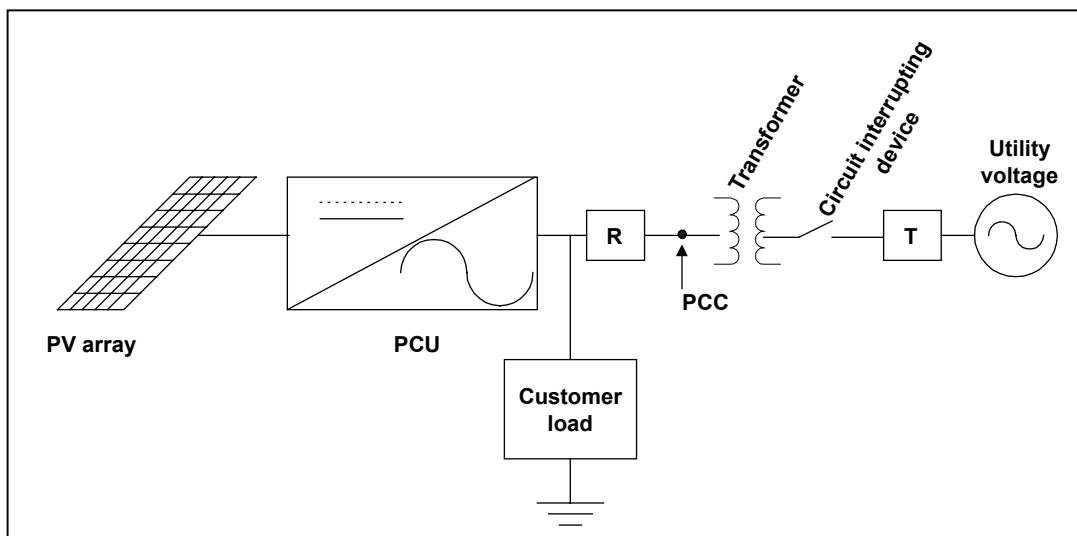 PV array
PCU
Customer
load
R
PCC
Transformer
Circuit interrupting
device
T
Utility
voltage